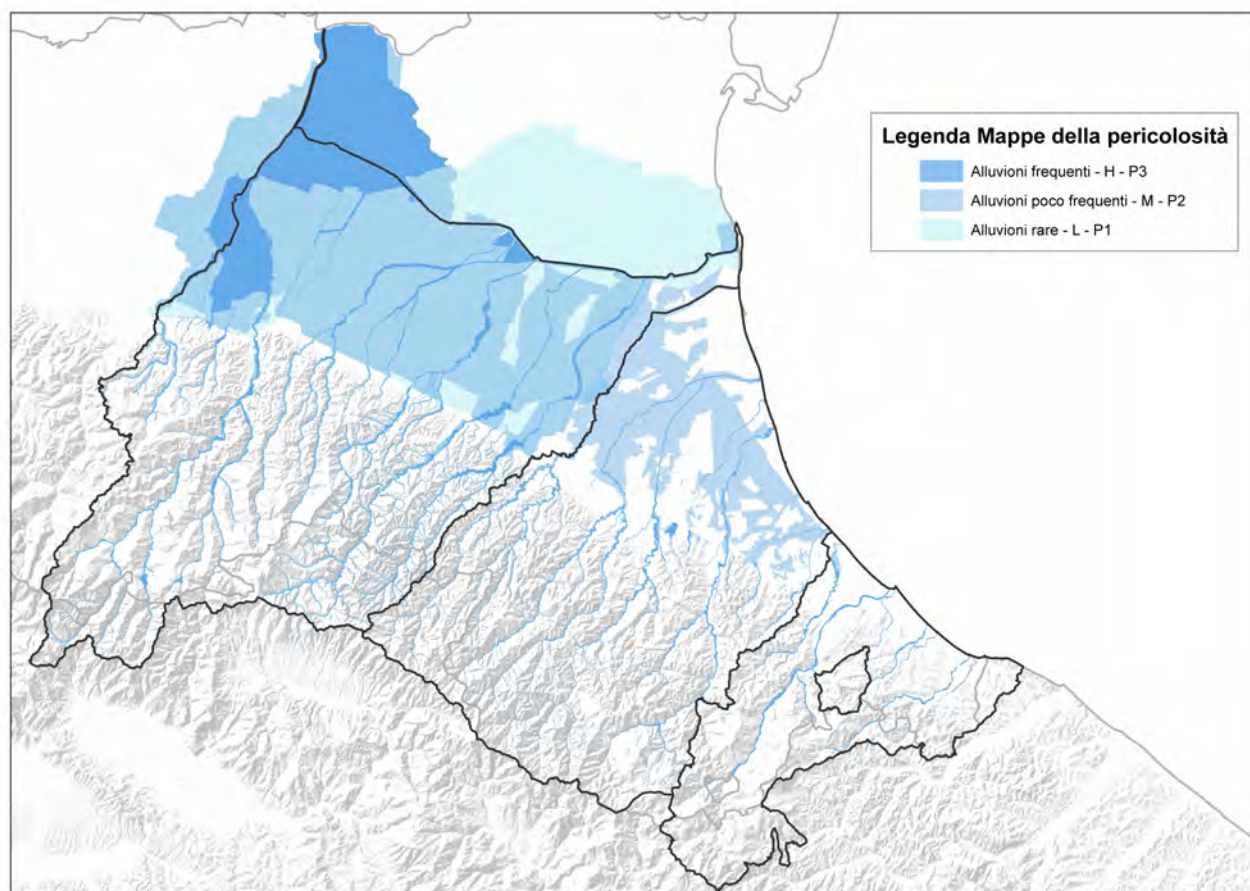 Legenda Mappe della pericolosità
Alluvioni frequenti - H - P3
Alluvioni poco frequenti - M - P2
Alluvioni rare - L - P1